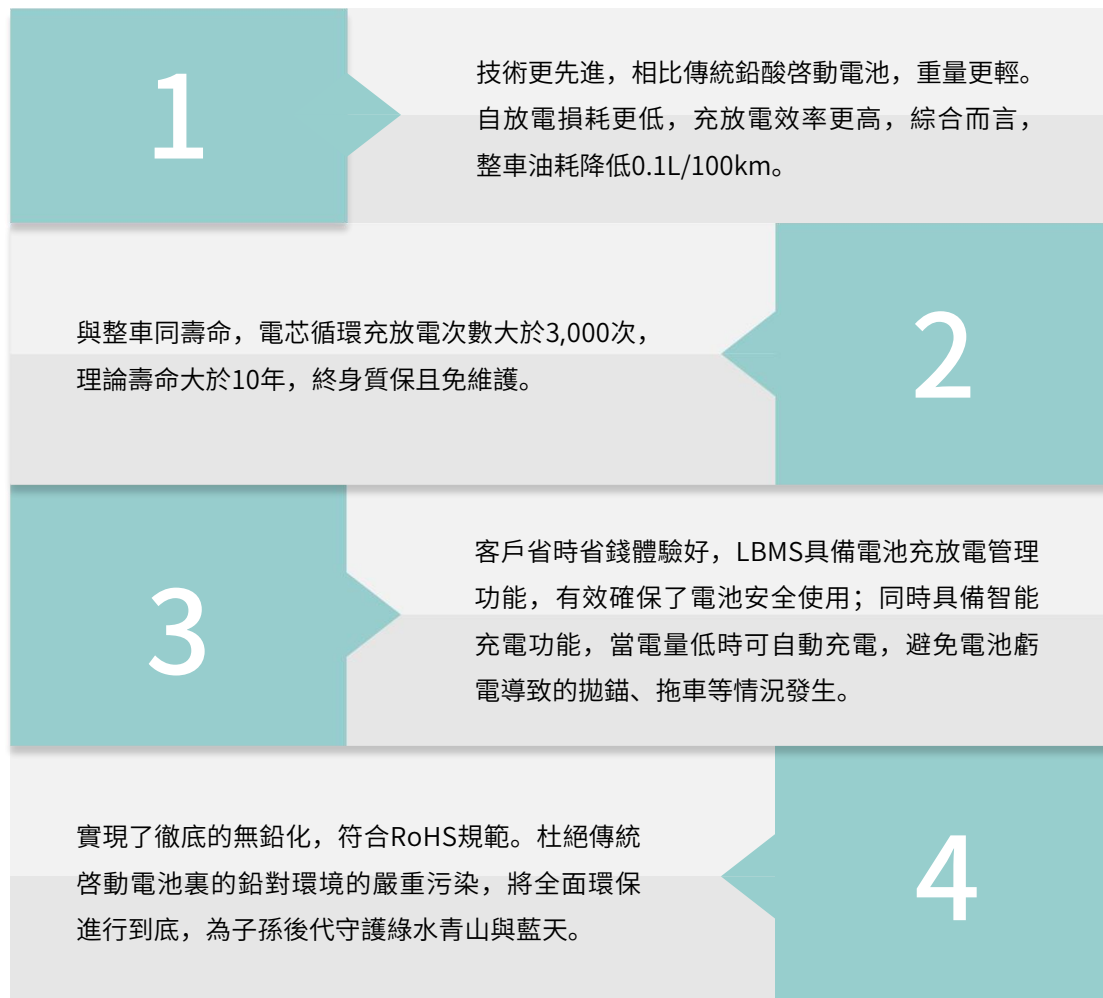 1
技術更先進，相比傳統鉛酸啓動電池，重量更輕。
自放電損耗更低，充放電效率更高，綜合而言，
整車油耗降低0.1L/100km。
與整車同壽命，電芯循環充放電次數大於3,000次，
理論壽命大於10年，終身質保且免維護。
2
3
客戶省時省錢體驗好，LBMS具備電池充放電管理
功能，有效確保了電池安全使用；同時具備智能
充電功能，當電量低時可自動充電，避免電池虧
電導致的拋錨、拖車等情況發生。
實現了徹底的無鉛化，符合RoHS規範。杜絕傳統
啓動電池裏的鉛對環境的嚴重污染，將全面環保
進行到底，為子孫後代守護綠水青山與藍天。
4